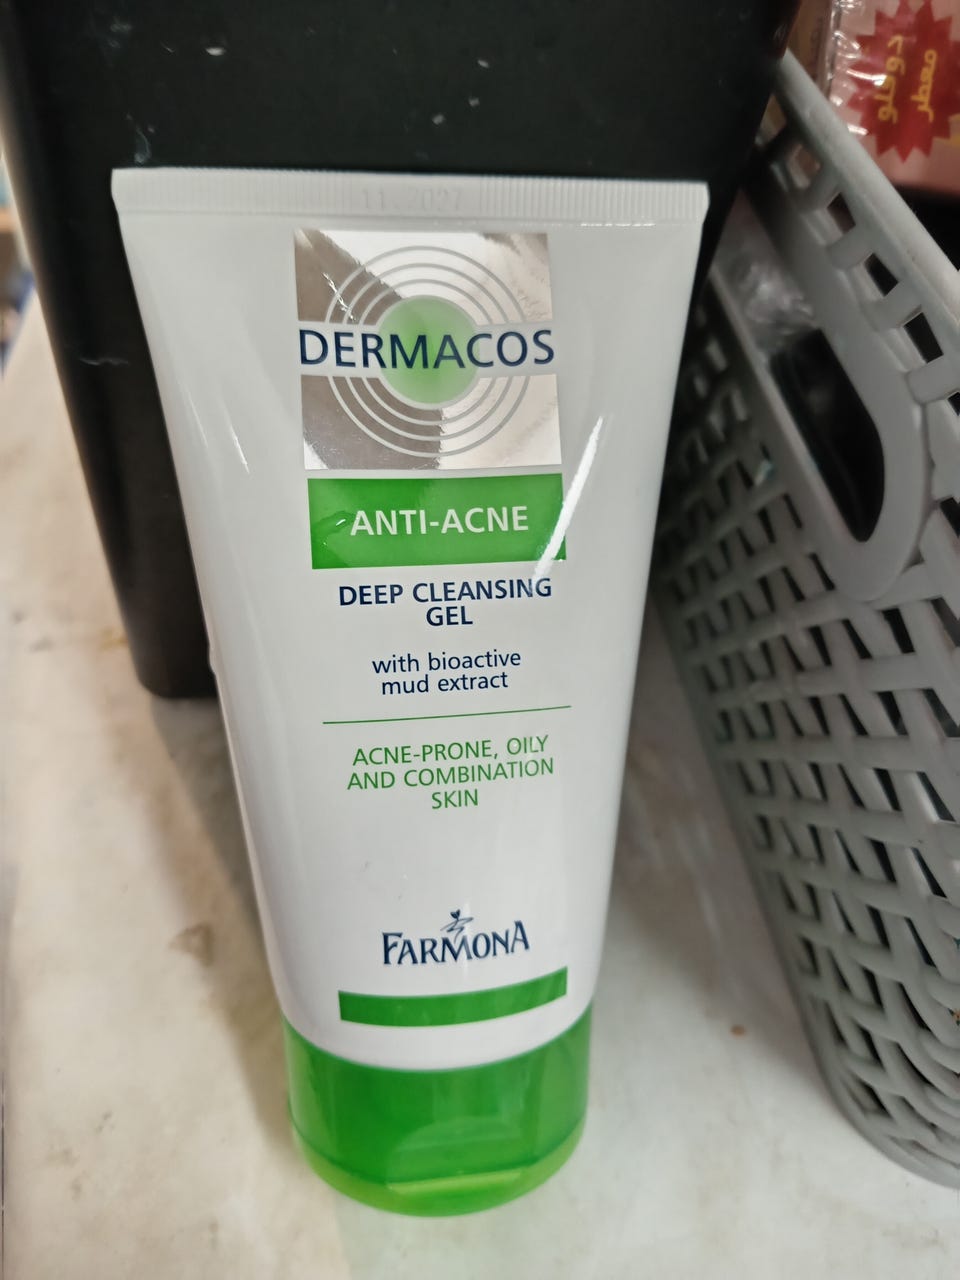 11.2027
DERMACOS
ANTI-ACNE
DEEP CLEANSING
GEL
with bioactive
mud extract
ACNE-PRONE, OILY
AND COMBINATION
SKIN
FARMONA
معطر